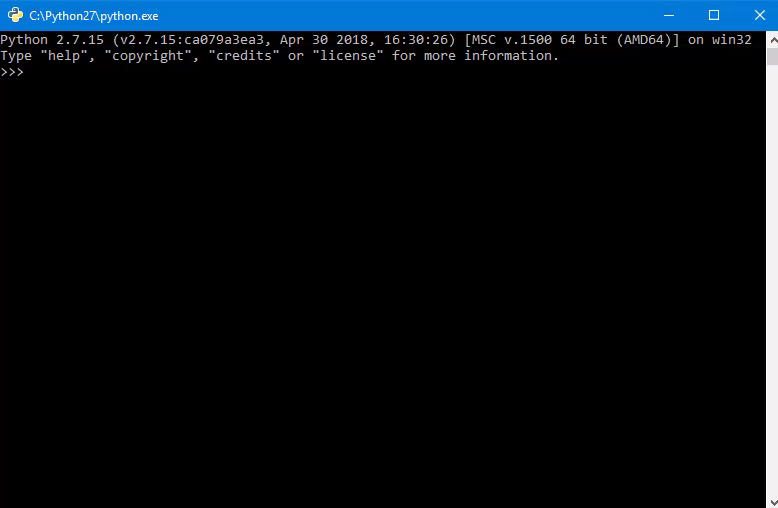 C:\Python27\python.exe
Python 2.7.15 (v2.7.15:ca079a3ea3, Apr 30 2018, 16:30:26) [MSC v.1500 64 bit (AMD64)] on win32
Type "help", "copyright", "credits" or "license" for more information.
>>>